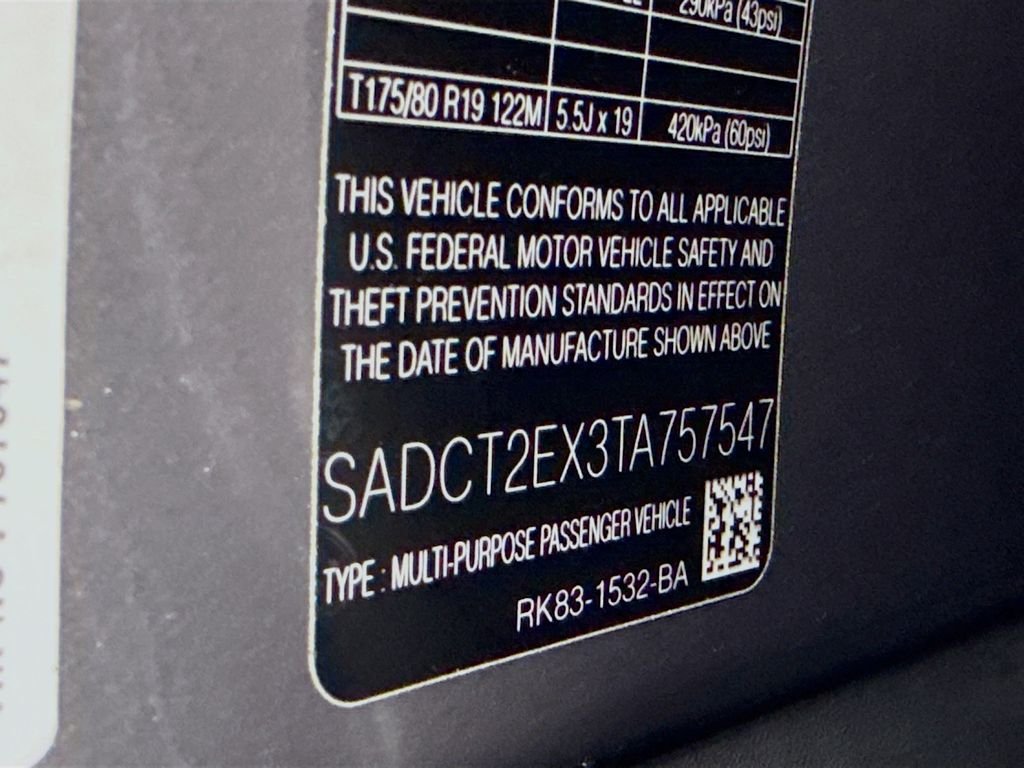 290kPa (43psi)
T175/80 R19 122M 5.5J x 19 420kPa (60psi)
THIS VEHICLE CONFORMS TO ALL APPLICABLE
U.S. FEDERAL MOTOR VEHICLE SAFETY AND
THEFT PREVENTION STANDARDS IN EFFECT ON
THE DATE OF MANUFACTURE SHOWN ABOVE
SADCT2EX3TA757547
TYPE : MULTI-PURPOSE PASSENGER VEHICLE
RK83-1532-BA